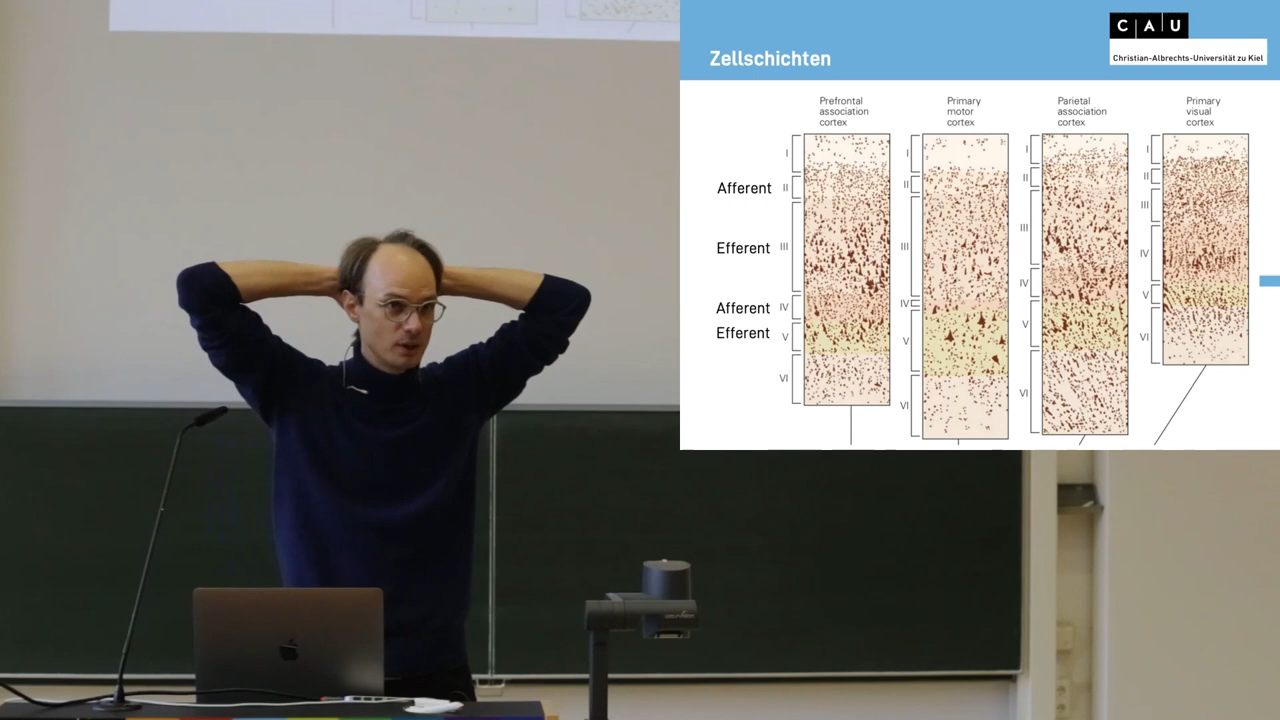 Zellschichten
C A U
Christian-Albrechts-Universität zu Kiel
Prefrontal
association
cortex
Primary
motor
cortex
Parietal
association
cortex
Primary
visual
cortex
Afferent
Efferent
Afferent
Efferent
I
II
III
IV
V
VI
I
II
III
IV
V
VI
I
II
III
IV
V
VI
I
II
III
IV
V
VI